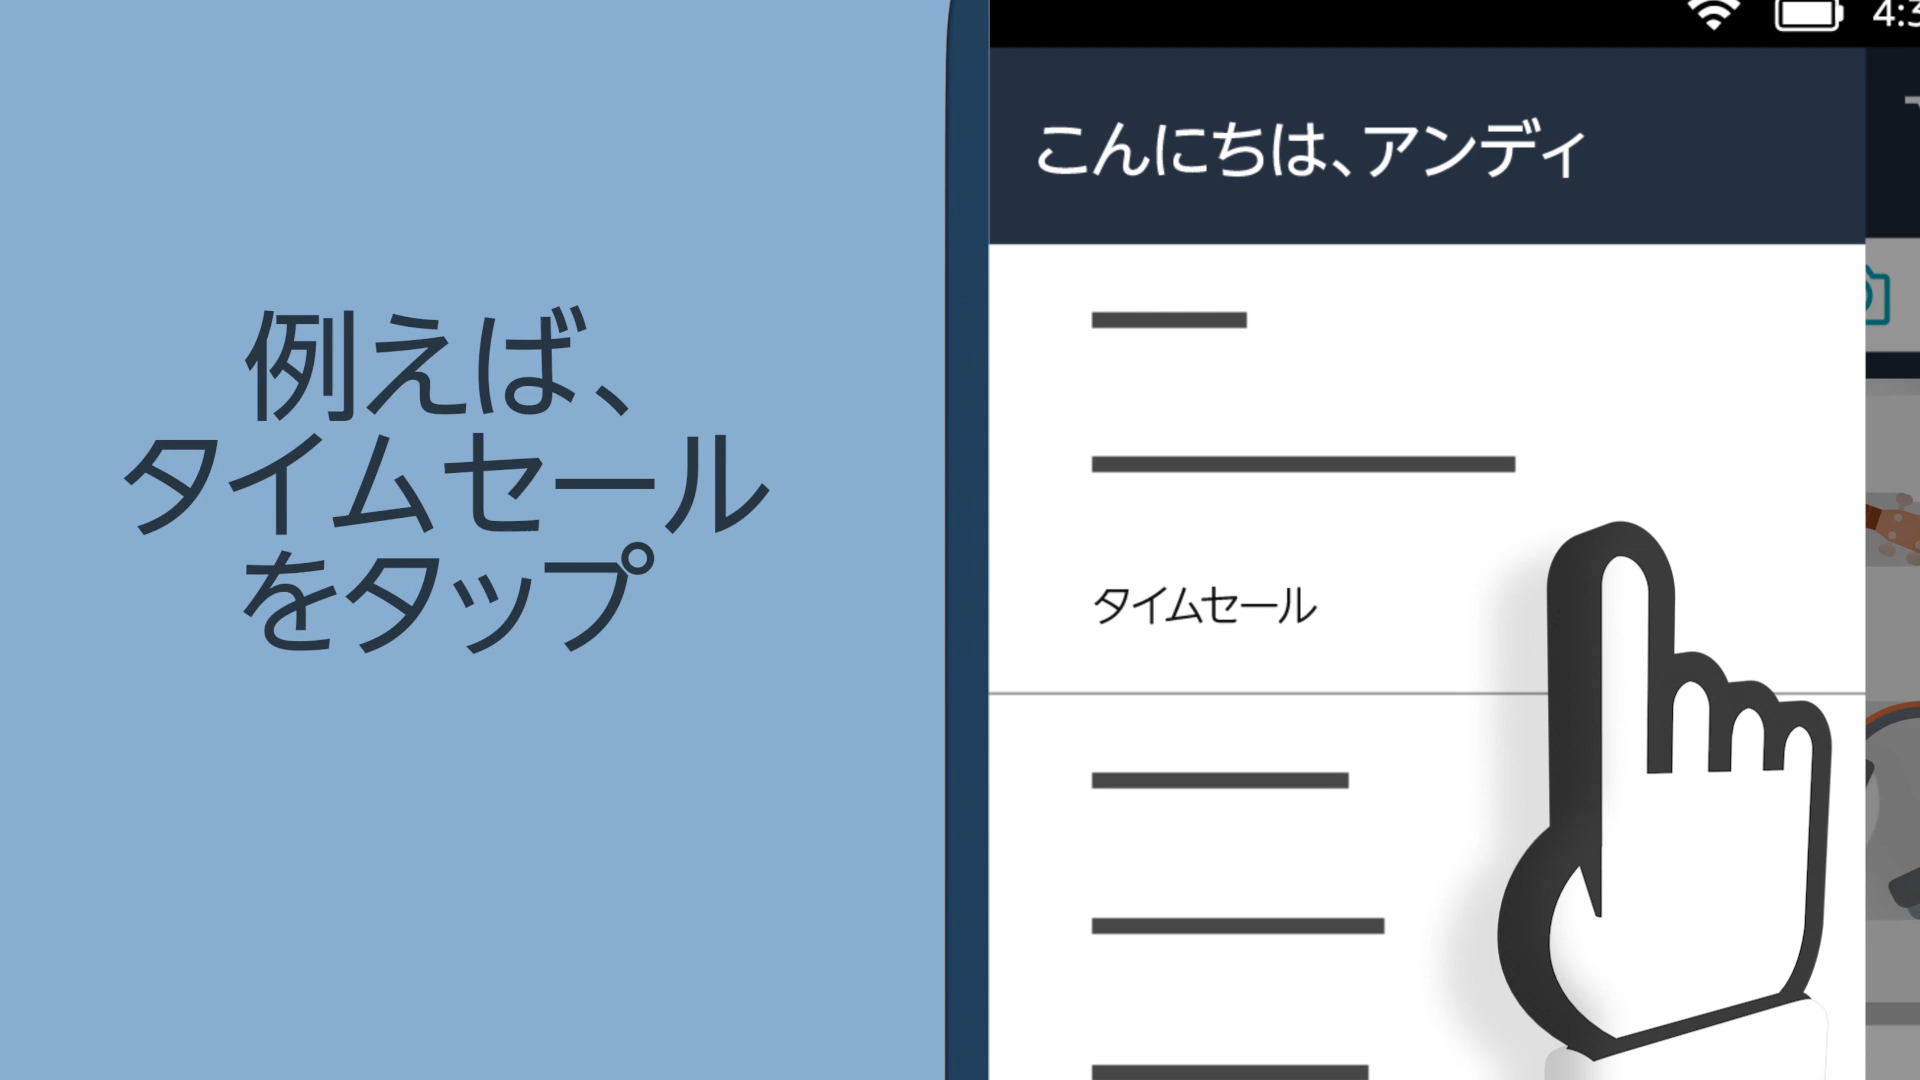 例えば、
タイムセール
をタップ
こんにちは、アンディ
タイムセール